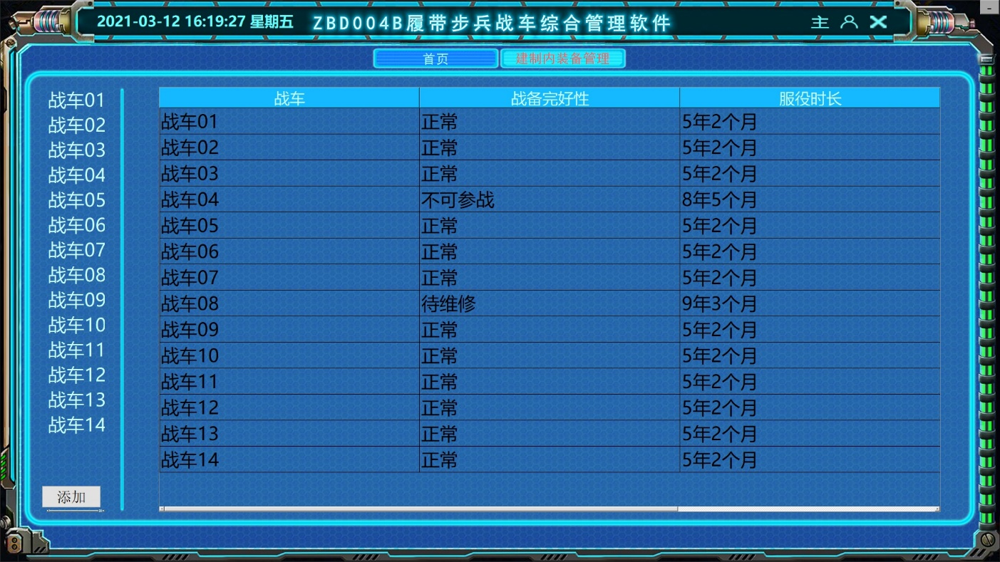 2021-03-12 16:19:27 星期五 ZBD004B履带步兵战车综合管理软件 主
首页 建制内装备管理
战车01
战车02
战车03
战车04
战车05
战车06
战车07
战车08
战车09
战车10
战车11
战车12
战车13
战车14
添加
战车 战备完好性 服役时长
战车01 正常 5年2个月
战车02 正常 5年2个月
战车03 正常 5年2个月
战车04 不可参战 8年5个月
战车05 正常 5年2个月
战车06 正常 5年2个月
战车07 正常 5年2个月
战车08 待维修 9年3个月
战车09 正常 5年2个月
战车10 正常 5年2个月
战车11 正常 5年2个月
战车12 正常 5年2个月
战车13 正常 5年2个月
战车14 正常 5年2个月